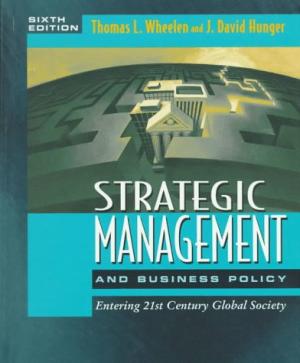 SIXTH
EDITION
Thomas L. Wheelen and J. David Hunger
STRATEGIC
MANAGEMENT
AND BUSINESS POLICY
Entering 21st Century Global Society